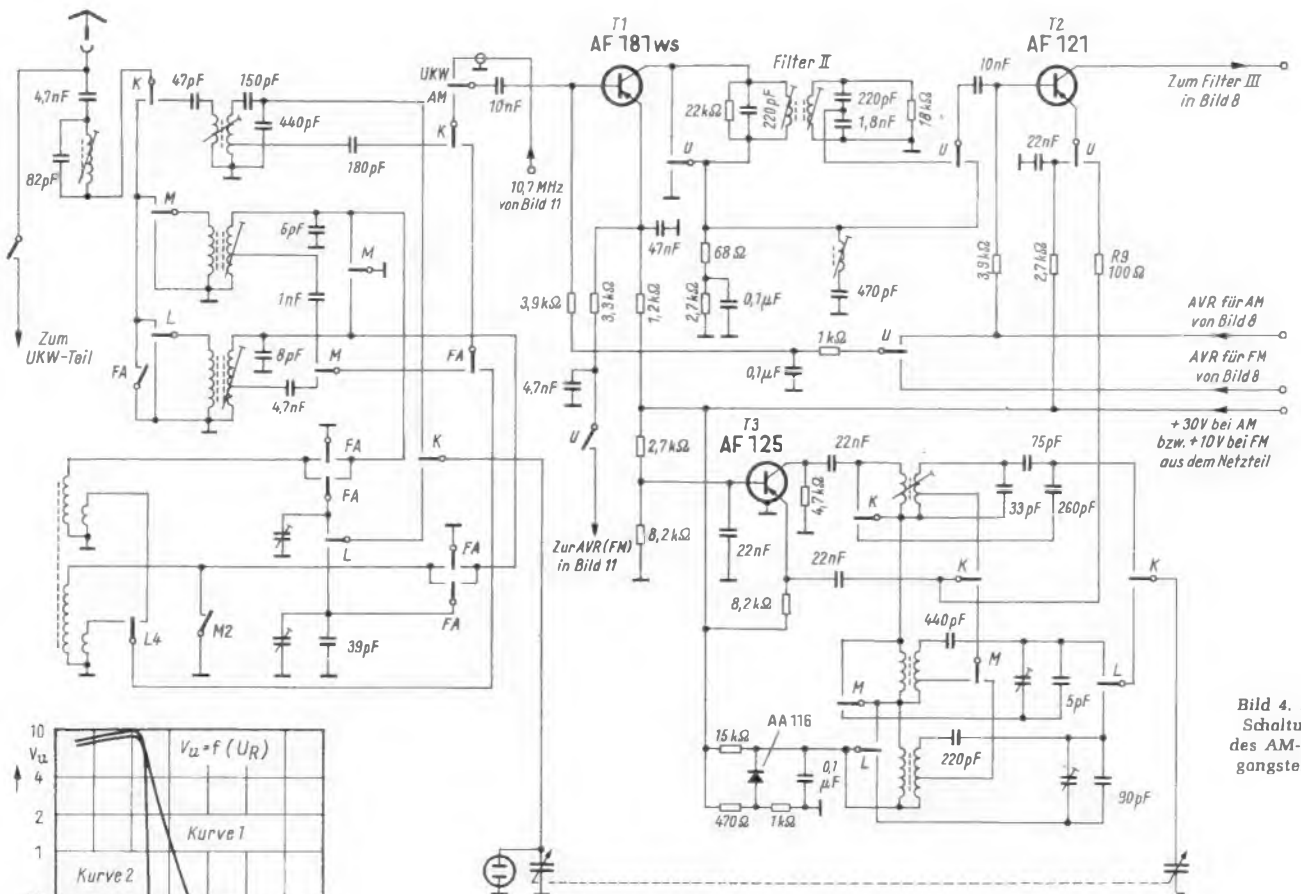 T1
AF 181ws
T2
AF 121
Filter II
UKW
AM
K
47pF
150pF
4,7nF
10nF
10nF
Zum Filter III
in Bild 8
440pF
K
22kΩ
220pF
220pF
1,8nF
18kΩ
22nF
U
U
U
82pF
180pF
10,7 MHz
von Bild 11
M
6pF
M
47nF
68Ω
470pF
3,9kΩ
2,7kΩ
R9
100Ω
1nF
3,9kΩ
3,3kΩ
1,2kΩ
2,7kΩ
0,1µF
Zum
UKW-Teil
L
AVR für AM
von Bild 8
FA
8pF
M
FA
1kΩ
U
AVR für FM
von Bild 8
4,7nF
4,7nF
0,1µF
+30V bei AM
bzw. +10V bei FM
aus dem Netzteil
U
T3
AF 125
FA
K
2,7kΩ
22nF
75pF
FA
4,7kΩ
K
33pF
260pF
L
FA
8,2kΩ
22nF
Zur AVR (FM)
in Bild 11
22nF
K
K
FA
8,2kΩ
L4
M2
39pF
440pF
M
M
5pF
L
Bild 4.
Schaltu
des AM-
gangste
AA 116
15kΩ
0,1
µF
L
220pF
90pF
470Ω
1kΩ
10
Vu
4
2
1
Vu=f (UR)
Kurve 1
Kurve 2